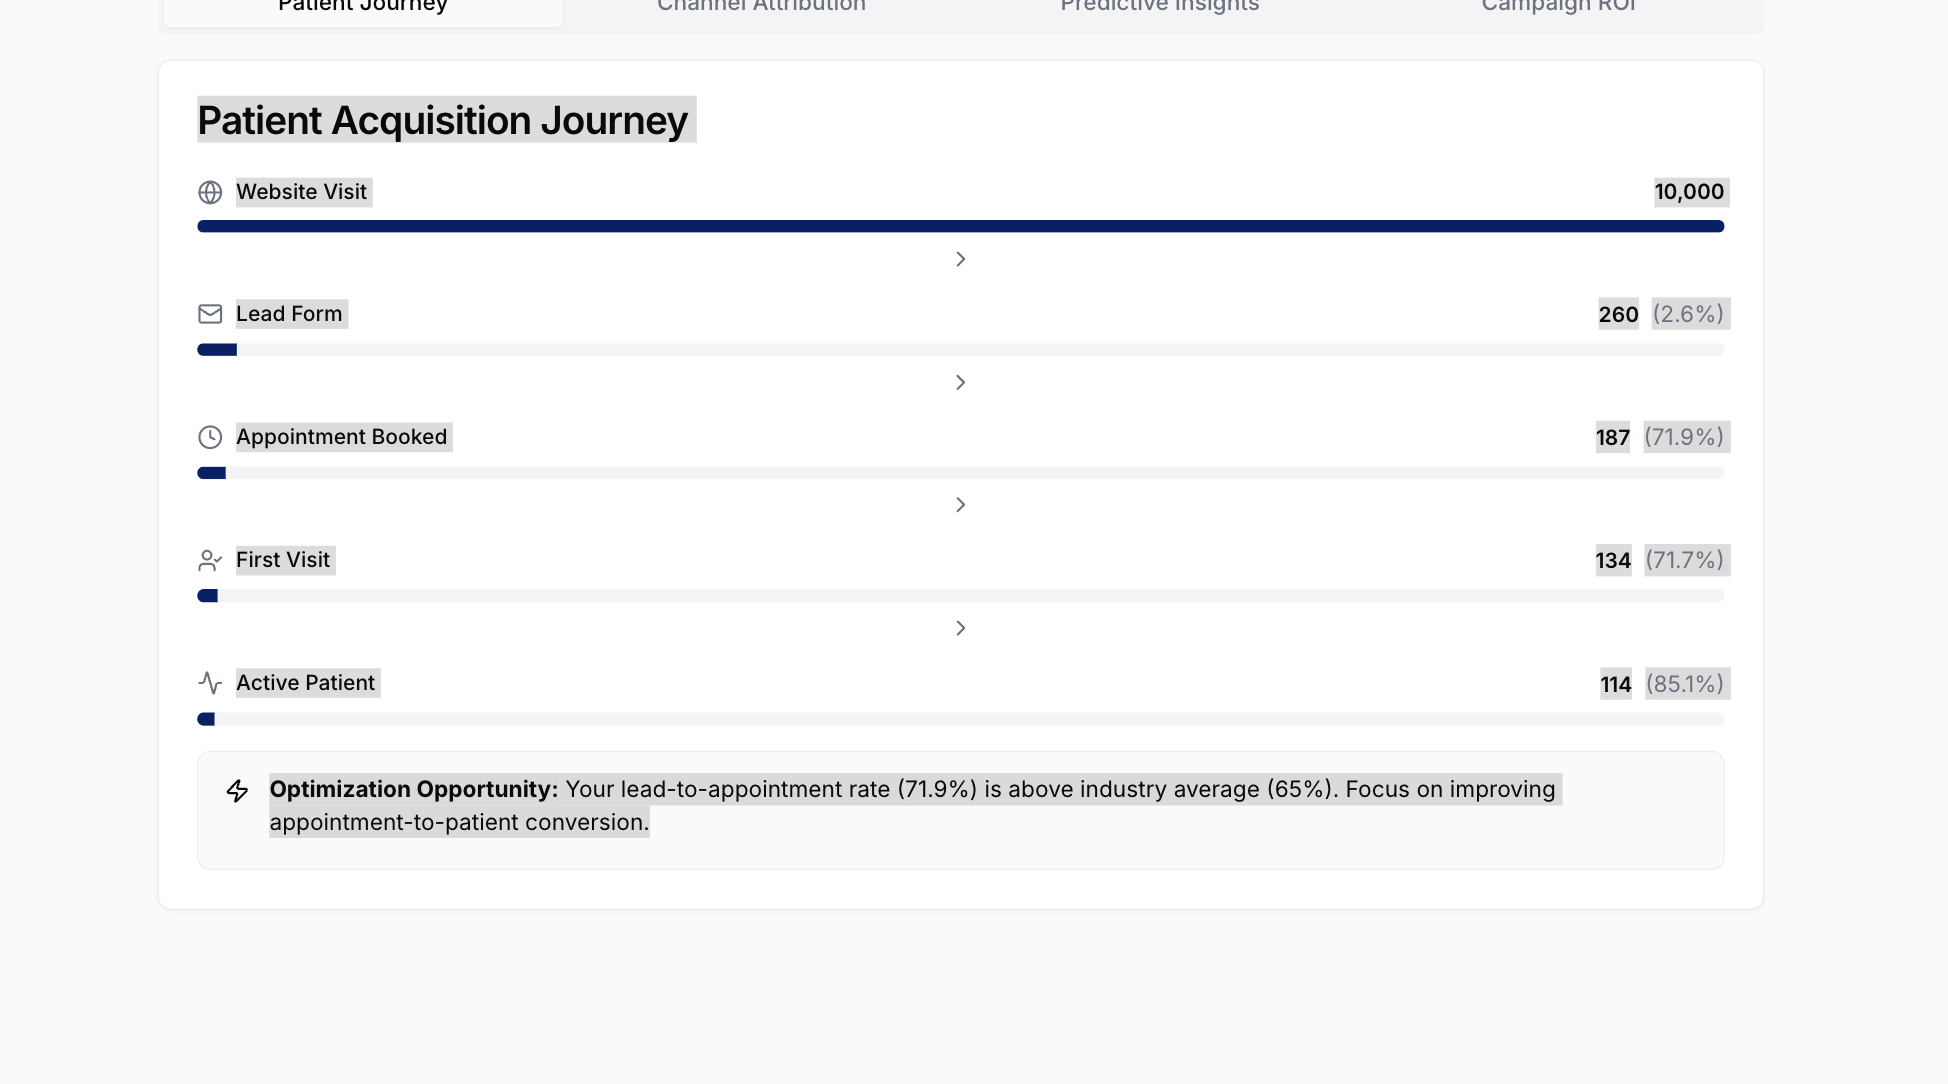 Patient Journey
Channel Attribution
Predictive Insights
Campaign ROI
Patient Acquisition Journey
Website Visit
10,000
Lead Form
260 (2.6%)
Appointment Booked
187 (71.9%)
First Visit
134 (71.7%)
Active Patient
114 (85.1%)
Optimization Opportunity: Your lead-to-appointment rate (71.9%) is above industry average (65%). Focus on improving
appointment-to-patient conversion.